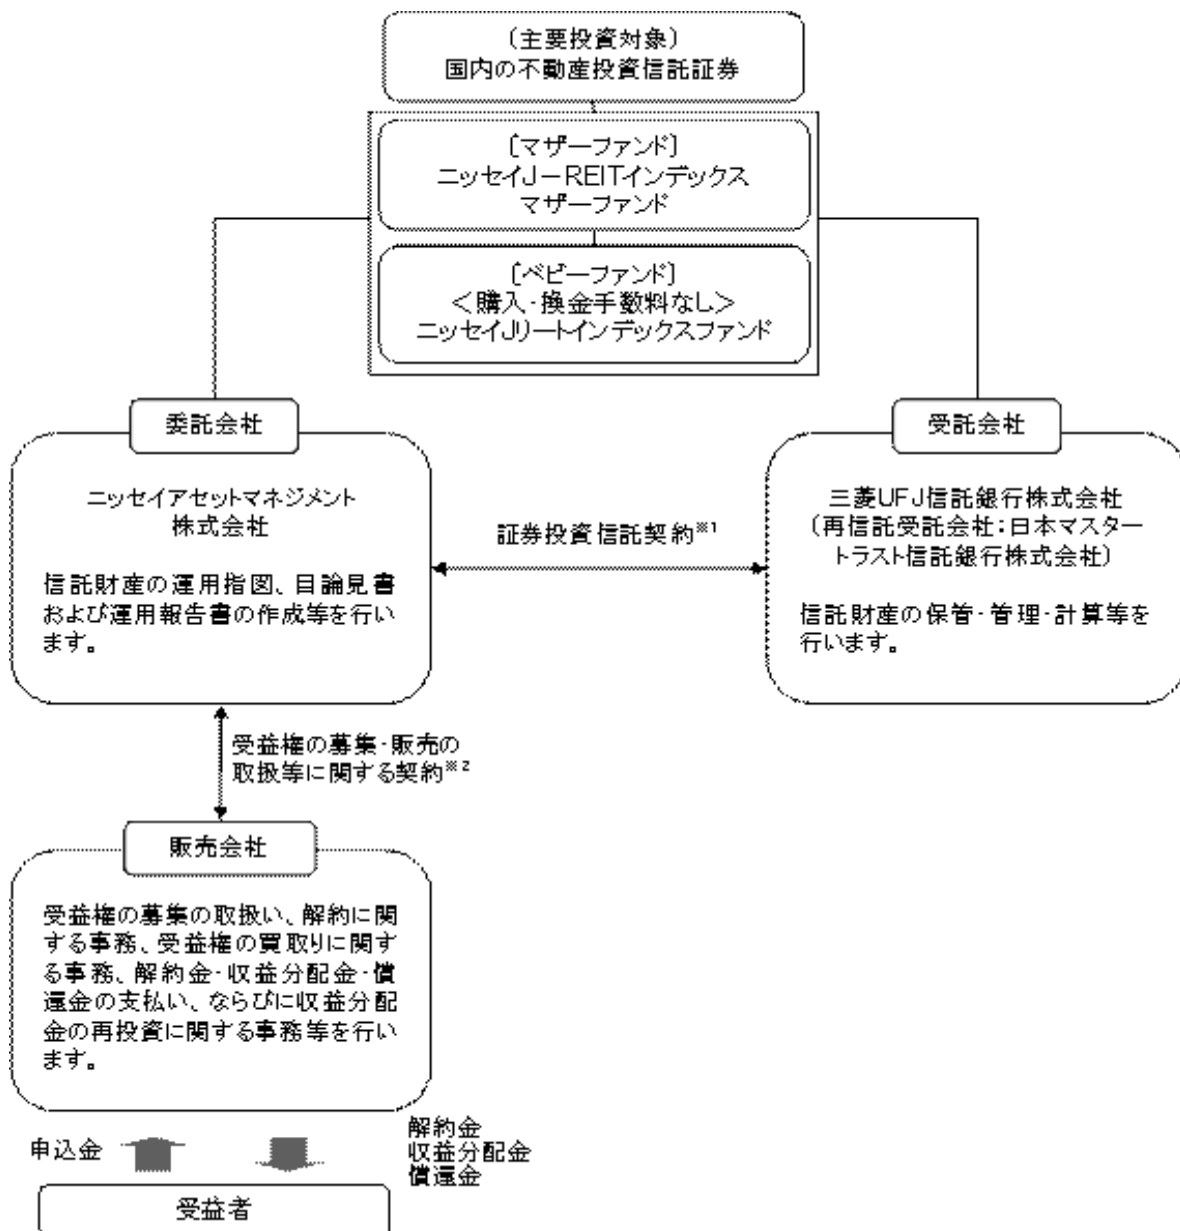 (主要投資対象)
国内の不動産投資信託証券
[マザーファンド]
ニッセイJ-REITインデックス
マザーファンド
[ベビーファンド]
<購入・換金手数料なし>
ニッセイJリートインデックスファンド
委託会社
ニッセイアセットマネジメント
株式会社
信託財産の運用指図、目論見書
および運用報告書の作成等を行い
ます。
証券投資信託契約※1
受託会社
三菱UFJ信託銀行株式会社
(再信託受託会社:日本マスター
トラスト信託銀行株式会社)
信託財産の保管・管理・計算等を
行います。
受益権の募集・販売の
取扱等に関する契約※2
販売会社
受益権の募集の取扱い、解約に関
する事務、受益権の買取りに関す
る事務、解約金・収益分配金・償
還金の支払い、ならびに収益分配
金の再投資に関する事務等を行い
ます。
申込金
解約金
収益分配金
償還金
受益者